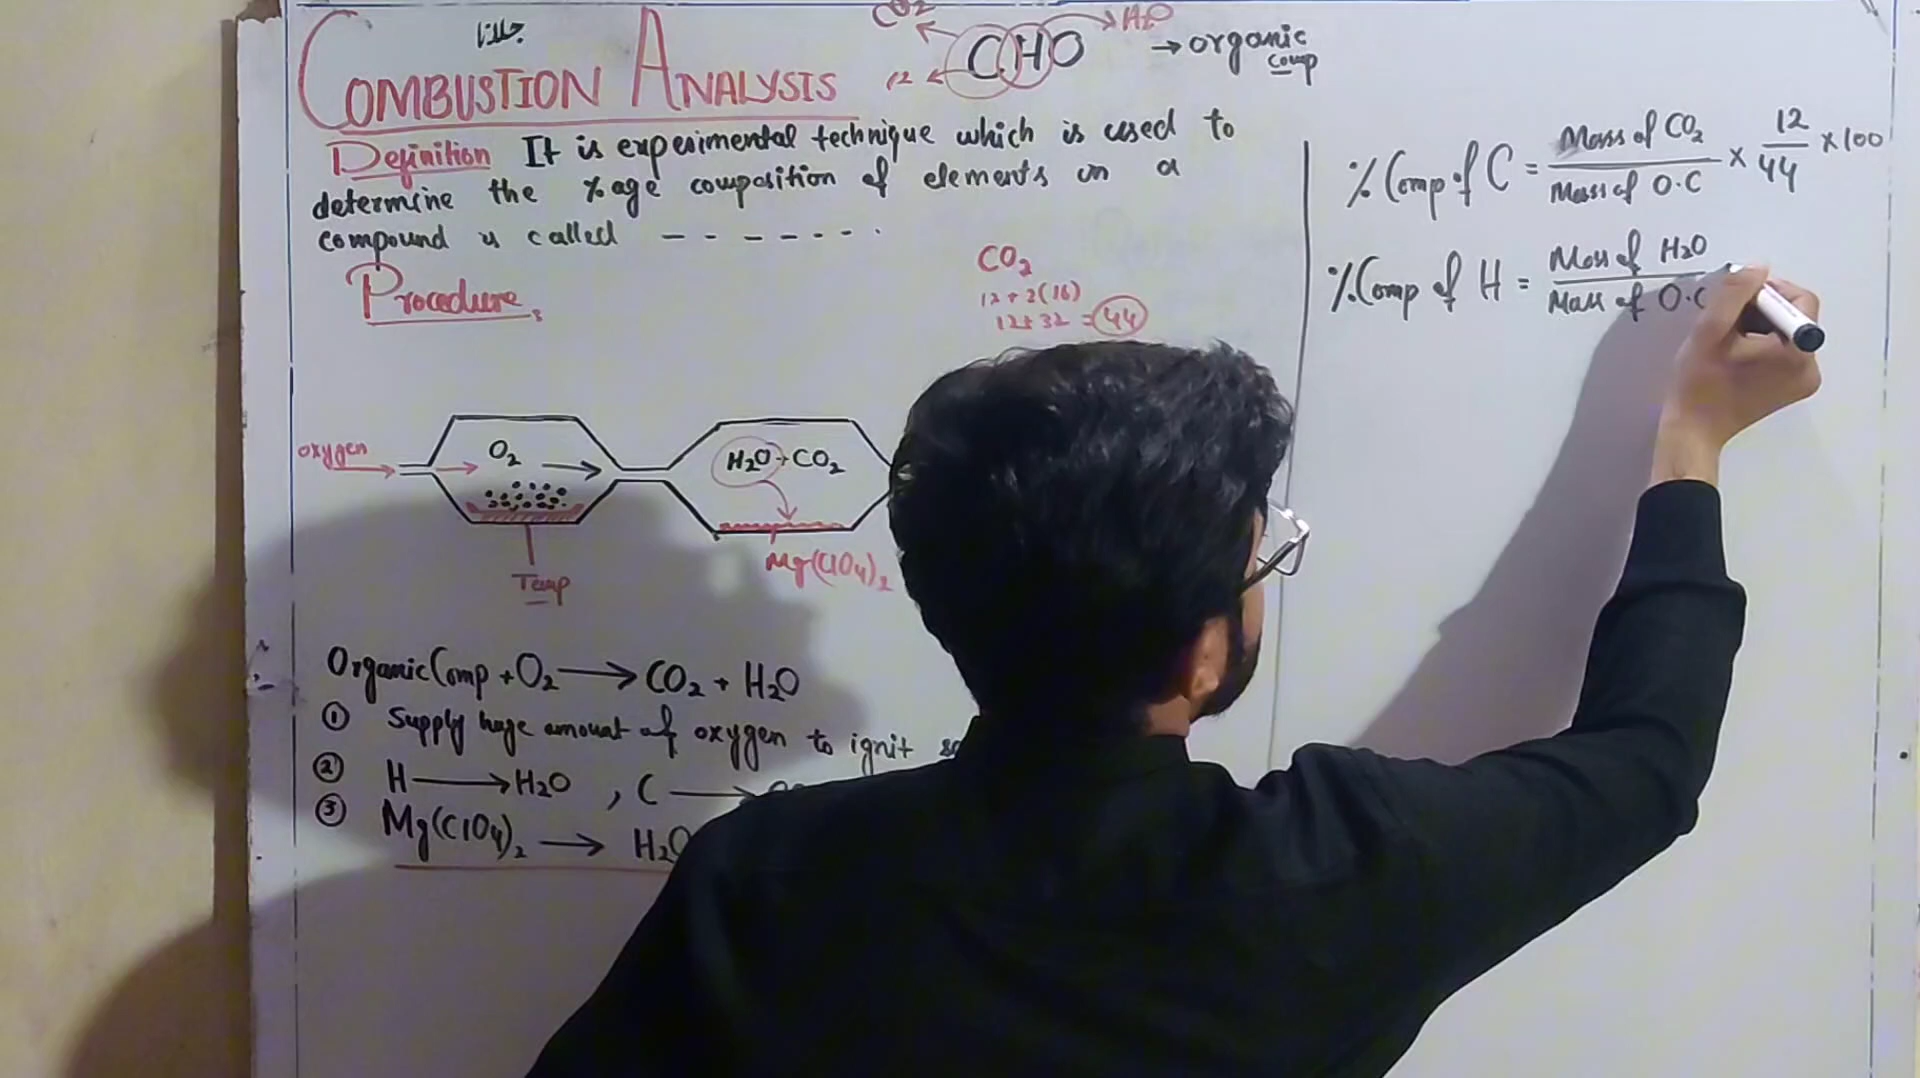 جلانا
CO₂
CHO
H₂O
→ organic
comp
12 ←
COMBUSTION ANALYSIS
Definition It is experimental technique which is used to
determine the %age composition of elements in a
compound is called - - - - - - -
Procedure
CO₂
12 + 2(16)
12 + 32 = 44
oxygen
O₂
H₂O + CO₂
Mg(ClO₄)₂
Temp
Organic Comp + O₂ → CO₂ + H₂O
① Supply huge amount of oxygen to ignit
② H → H₂O , C →
③ Mg(ClO₄)₂ → H₂O
% Comp of C = Mass of CO₂ / Mass of O.C × 12 / 44 × 100
% Comp of H = Mass of H₂O / Mass of O.C